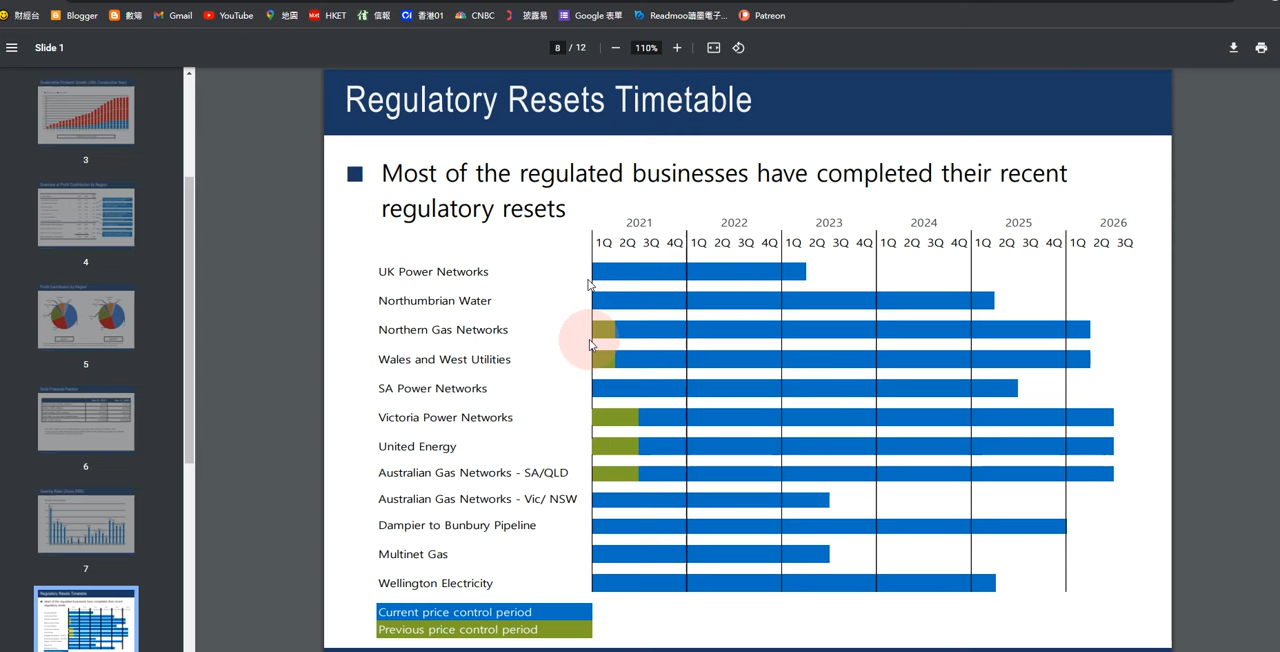 財經台 Blogger 數簿 Gmail YouTube 地圖 HKET 信報 香港01 CNBC 披露易 Google 表單 Readmoo讀墨電子... Patreon
Slide 1 8 / 12 110%
3
4
5
6
7
Regulatory Resets Timetable
Most of the regulated businesses have completed their recent
regulatory resets
2021 2022 2023 2024 2025 2026
1Q 2Q 3Q 4Q 1Q 2Q 3Q 4Q 1Q 2Q 3Q 4Q 1Q 2Q 3Q 4Q 1Q 2Q 3Q 4Q 1Q 2Q 3Q
UK Power Networks
Northumbrian Water
Northern Gas Networks
Wales and West Utilities
SA Power Networks
Victoria Power Networks
United Energy
Australian Gas Networks - SA/QLD
Australian Gas Networks - Vic/ NSW
Dampier to Bunbury Pipeline
Multinet Gas
Wellington Electricity
Current price control period
Previous price control period